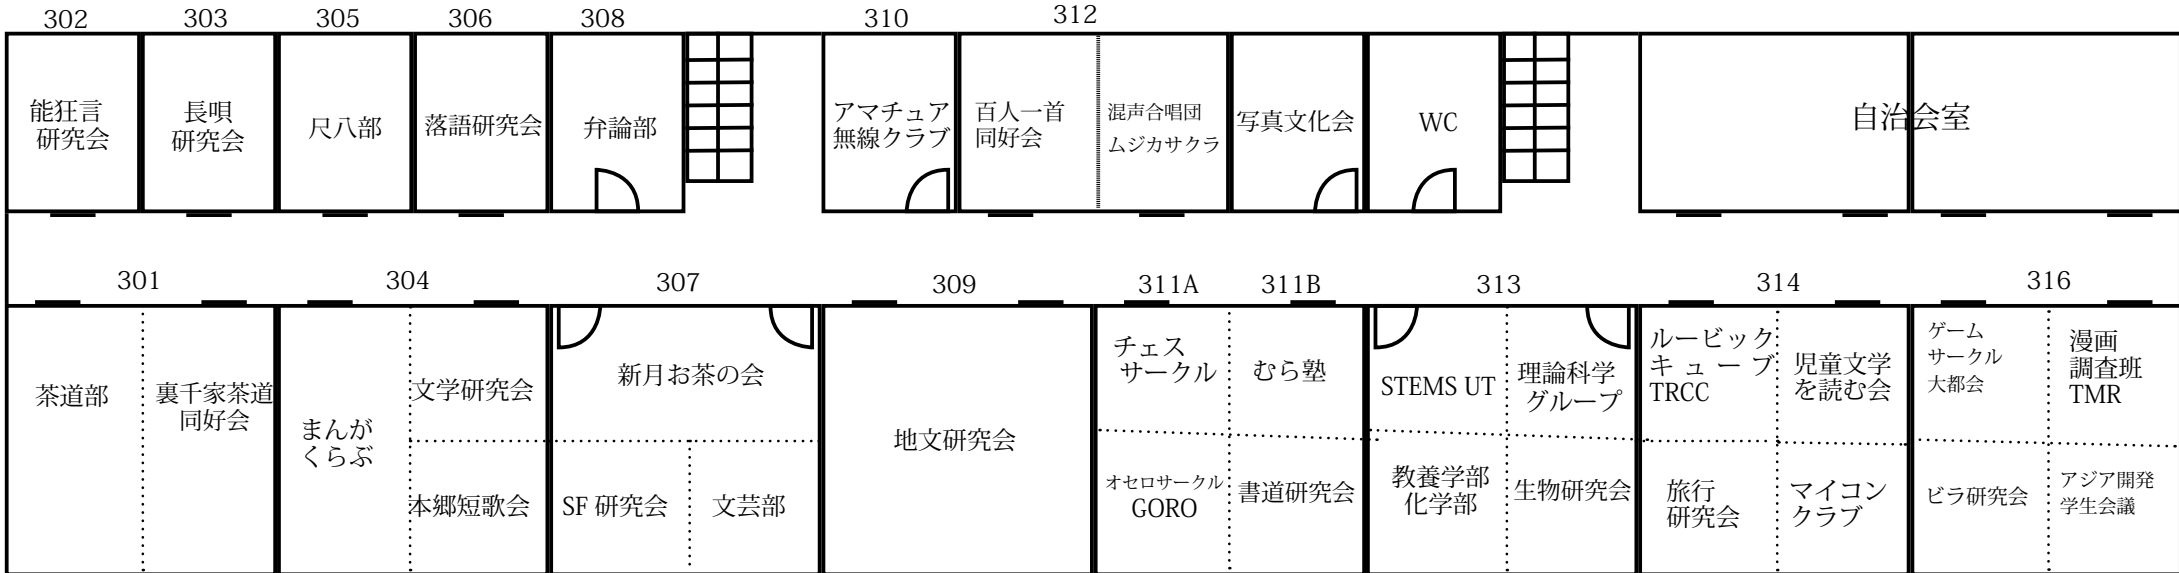 302
303
305
306
308
310
312
能狂言
研究会
長唄
研究会
尺八部
落語研究会
弁論部
アマチュア
無線クラブ
百人一首
同好会
混声合唱団
ムジカサクラ
写真文化会
WC
自治会室
301
304
307
309
311A
311B
313
314
316
茶道部
裏千家茶道
同好会
まんが
くらぶ
文学研究会
本郷短歌会
新月お茶の会
SF 研究会
文芸部
地文研究会
チェス
サークル
むら塾
オセロサークル
GORO
書道研究会
STEMS UT
理論科学
グループ
教養学部
化学部
生物研究会
ルービック
キューブ
TRCC
児童文学
を読む会
旅行
研究会
マイコン
クラブ
ゲーム
サークル
大都会
漫画
調査班
TMR
ビラ研究会
アジア開発
学生会議